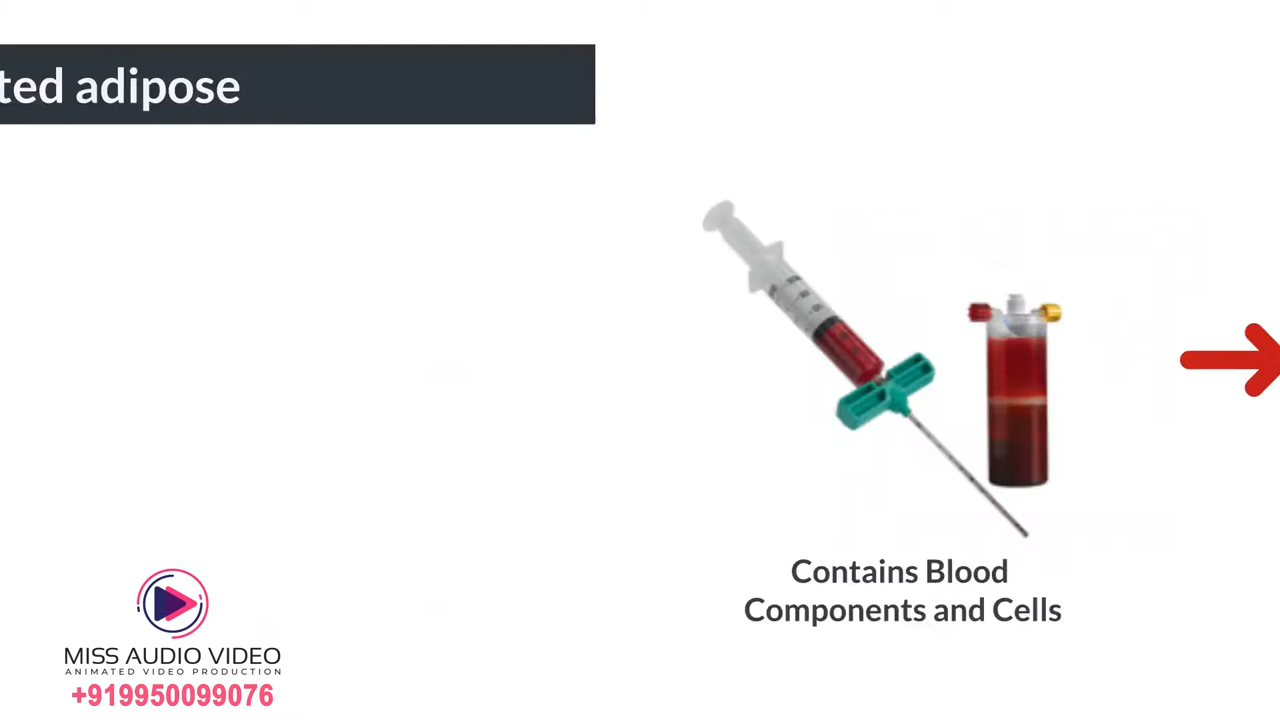 ted adipose
Contains Blood
Components and Cells
MISS AUDIO VIDEO
ANIMATED VIDEO PRODUCTION
+919950099076